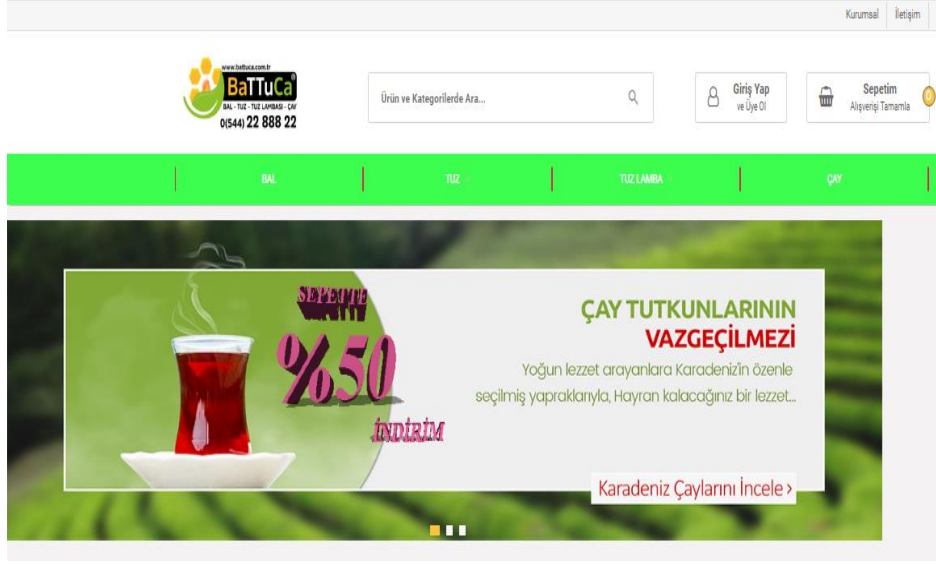 Kurumsal İletişim
www.battuca.com.tr
BaTTuCa
BAL - TUZ - TUZ LAMBASI - ÇAY
0(544) 22 888 22
Ürün ve Kategorilerde Ara...
Giriş Yap
ve Üye Ol
Sepetim
Alışverişi Tamamla
0
BAL TUZ TUZ LAMBA ÇAY
SEPETTE
%50
İNDİRİM
ÇAY TUTKUNLARININ
VAZGEÇİLMEZİ
Yoğun lezzet arayanlara Karadeniz'in özenle
seçilmiş yapraklarıyla, Hayran kalacağınız bir lezzet...
Karadeniz Çaylarını İncele >